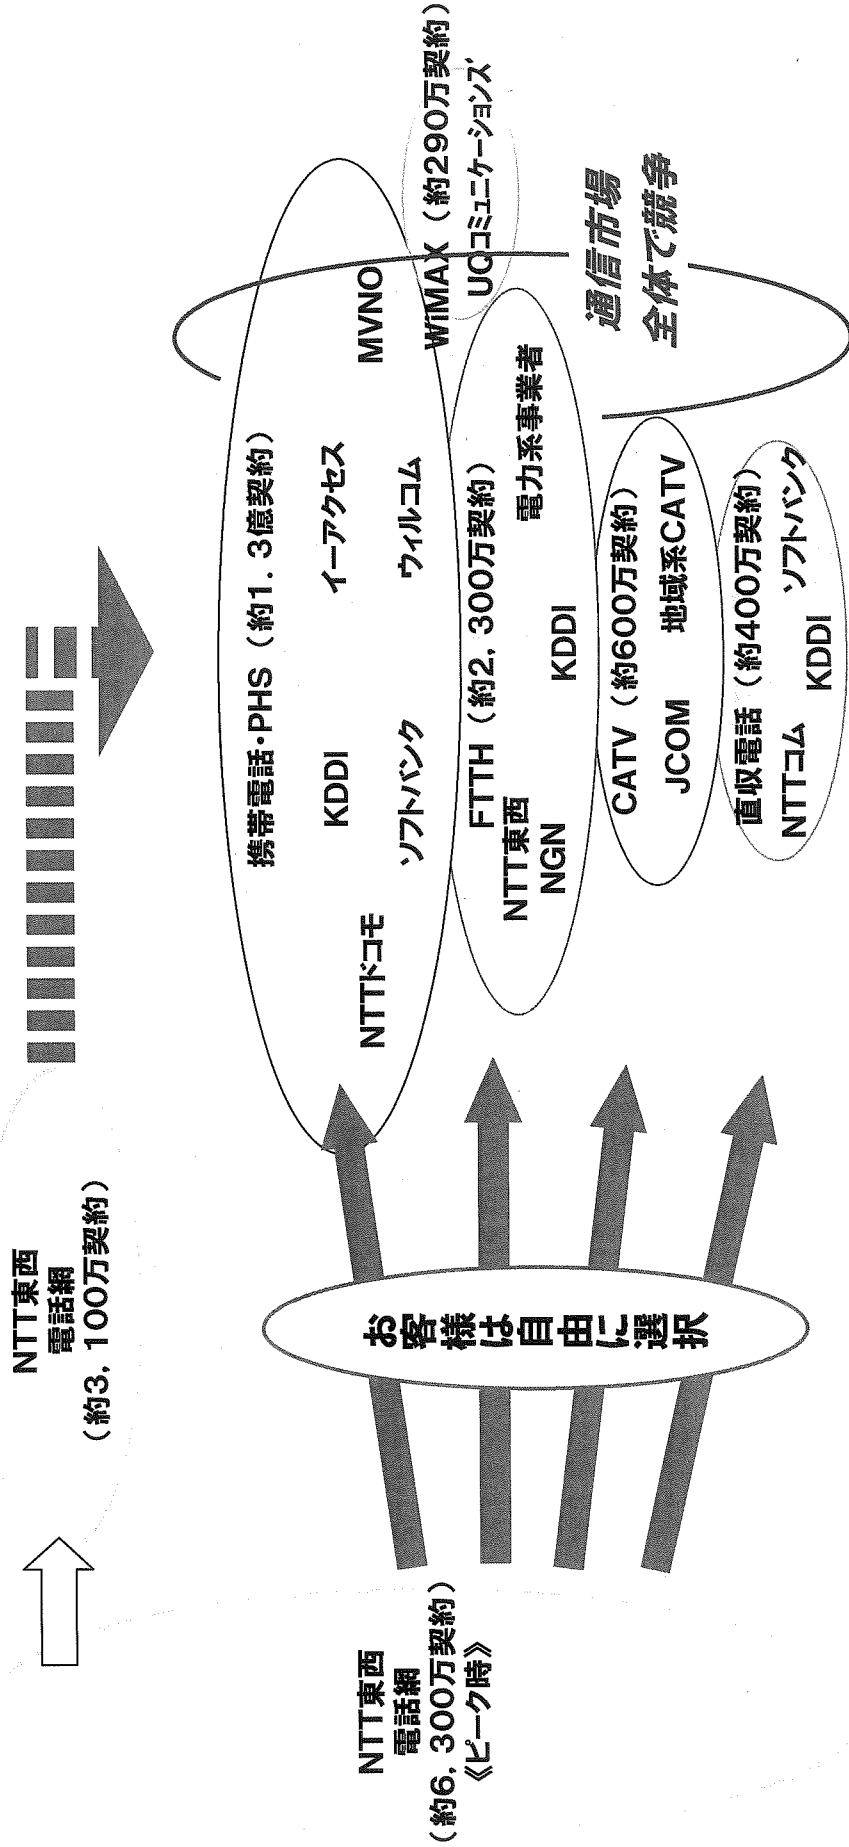 NTT東西
電話網
(約6, 300万契約)
《ピーク時》
NTT東西
電話網
(約3, 100万契約)
お客様は自由に選択
携帯電話・PHS (約1. 3億契約)
NTTドコモ
KDDI
イーアクセス
MVNO
ソフトバンク
ウィルコム
WiMAX (約290万契約)
UQコミュニケーションズ
FTTH (約2, 300万契約)
NTT東西
NGN
KDDI
電力系事業者
CATV (約600万契約)
JCOM
地域系CATV
直収電話 (約400万契約)
NTTコム
KDDI
ソフトバンク
通信市場
全体で競争